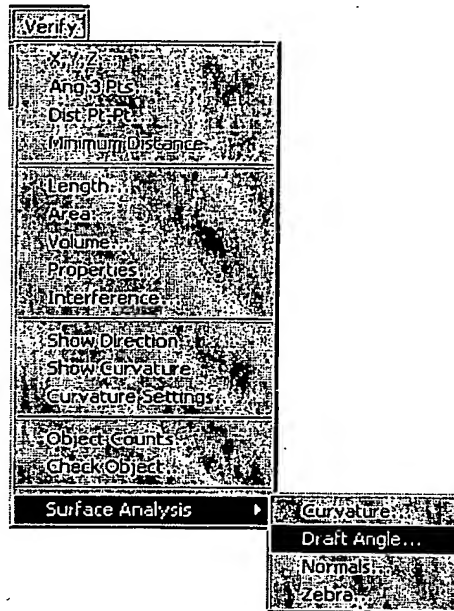 Verify
X,Y,Z
Ang 3 Pts
Dist Pt-Pt
Minimum Distance
Length
Area
Volume
Properties
Interference
Show Direction
Show Curvature
Curvature Settings
Object Counts
Check Object
Surface Analysis
Curvature
Draft Angle...
Normals
Zebra